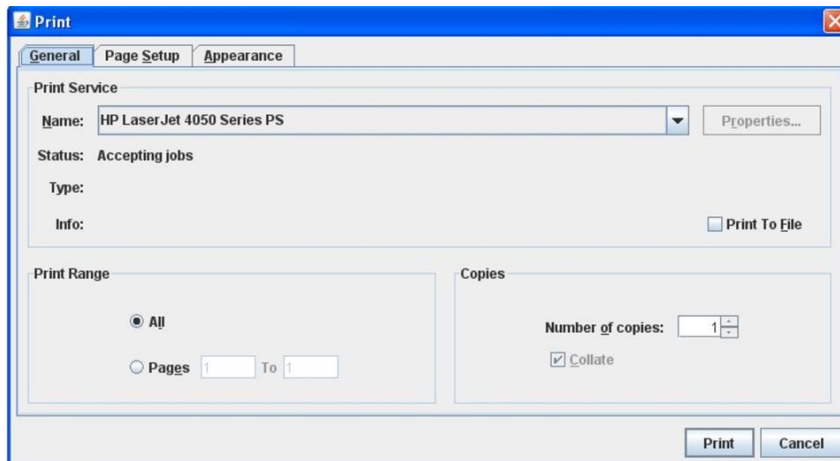 Print
General Page Setup Appearance
Print Service
Name: HP LaserJet 4050 Series PS Properties...
Status: Accepting jobs
Type:
Info: Print To File
Print Range Copies
All Number of copies: 1
Pages 1 To 1 Collate
Print Cancel